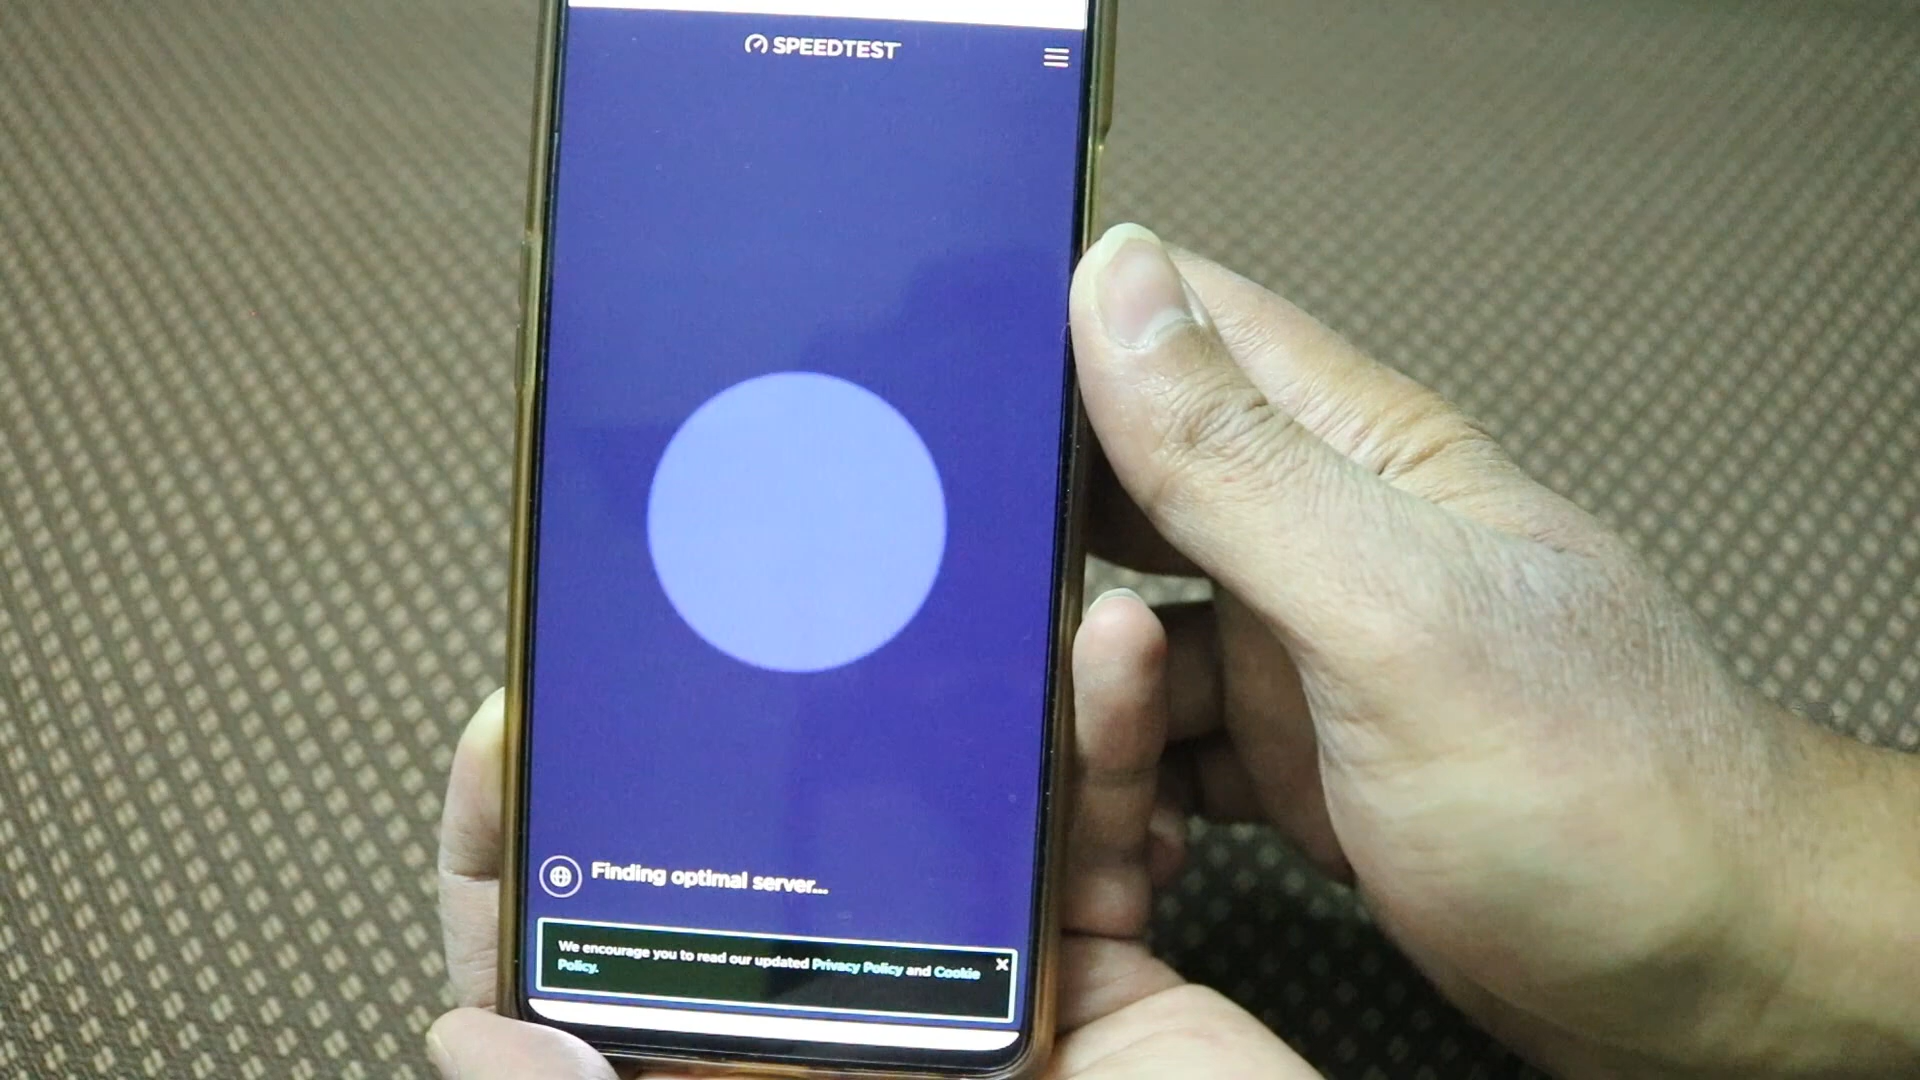 SPEEDTEST
Finding optimal server...
We encourage you to read our updated Privacy Policy and Cookie
Policy.